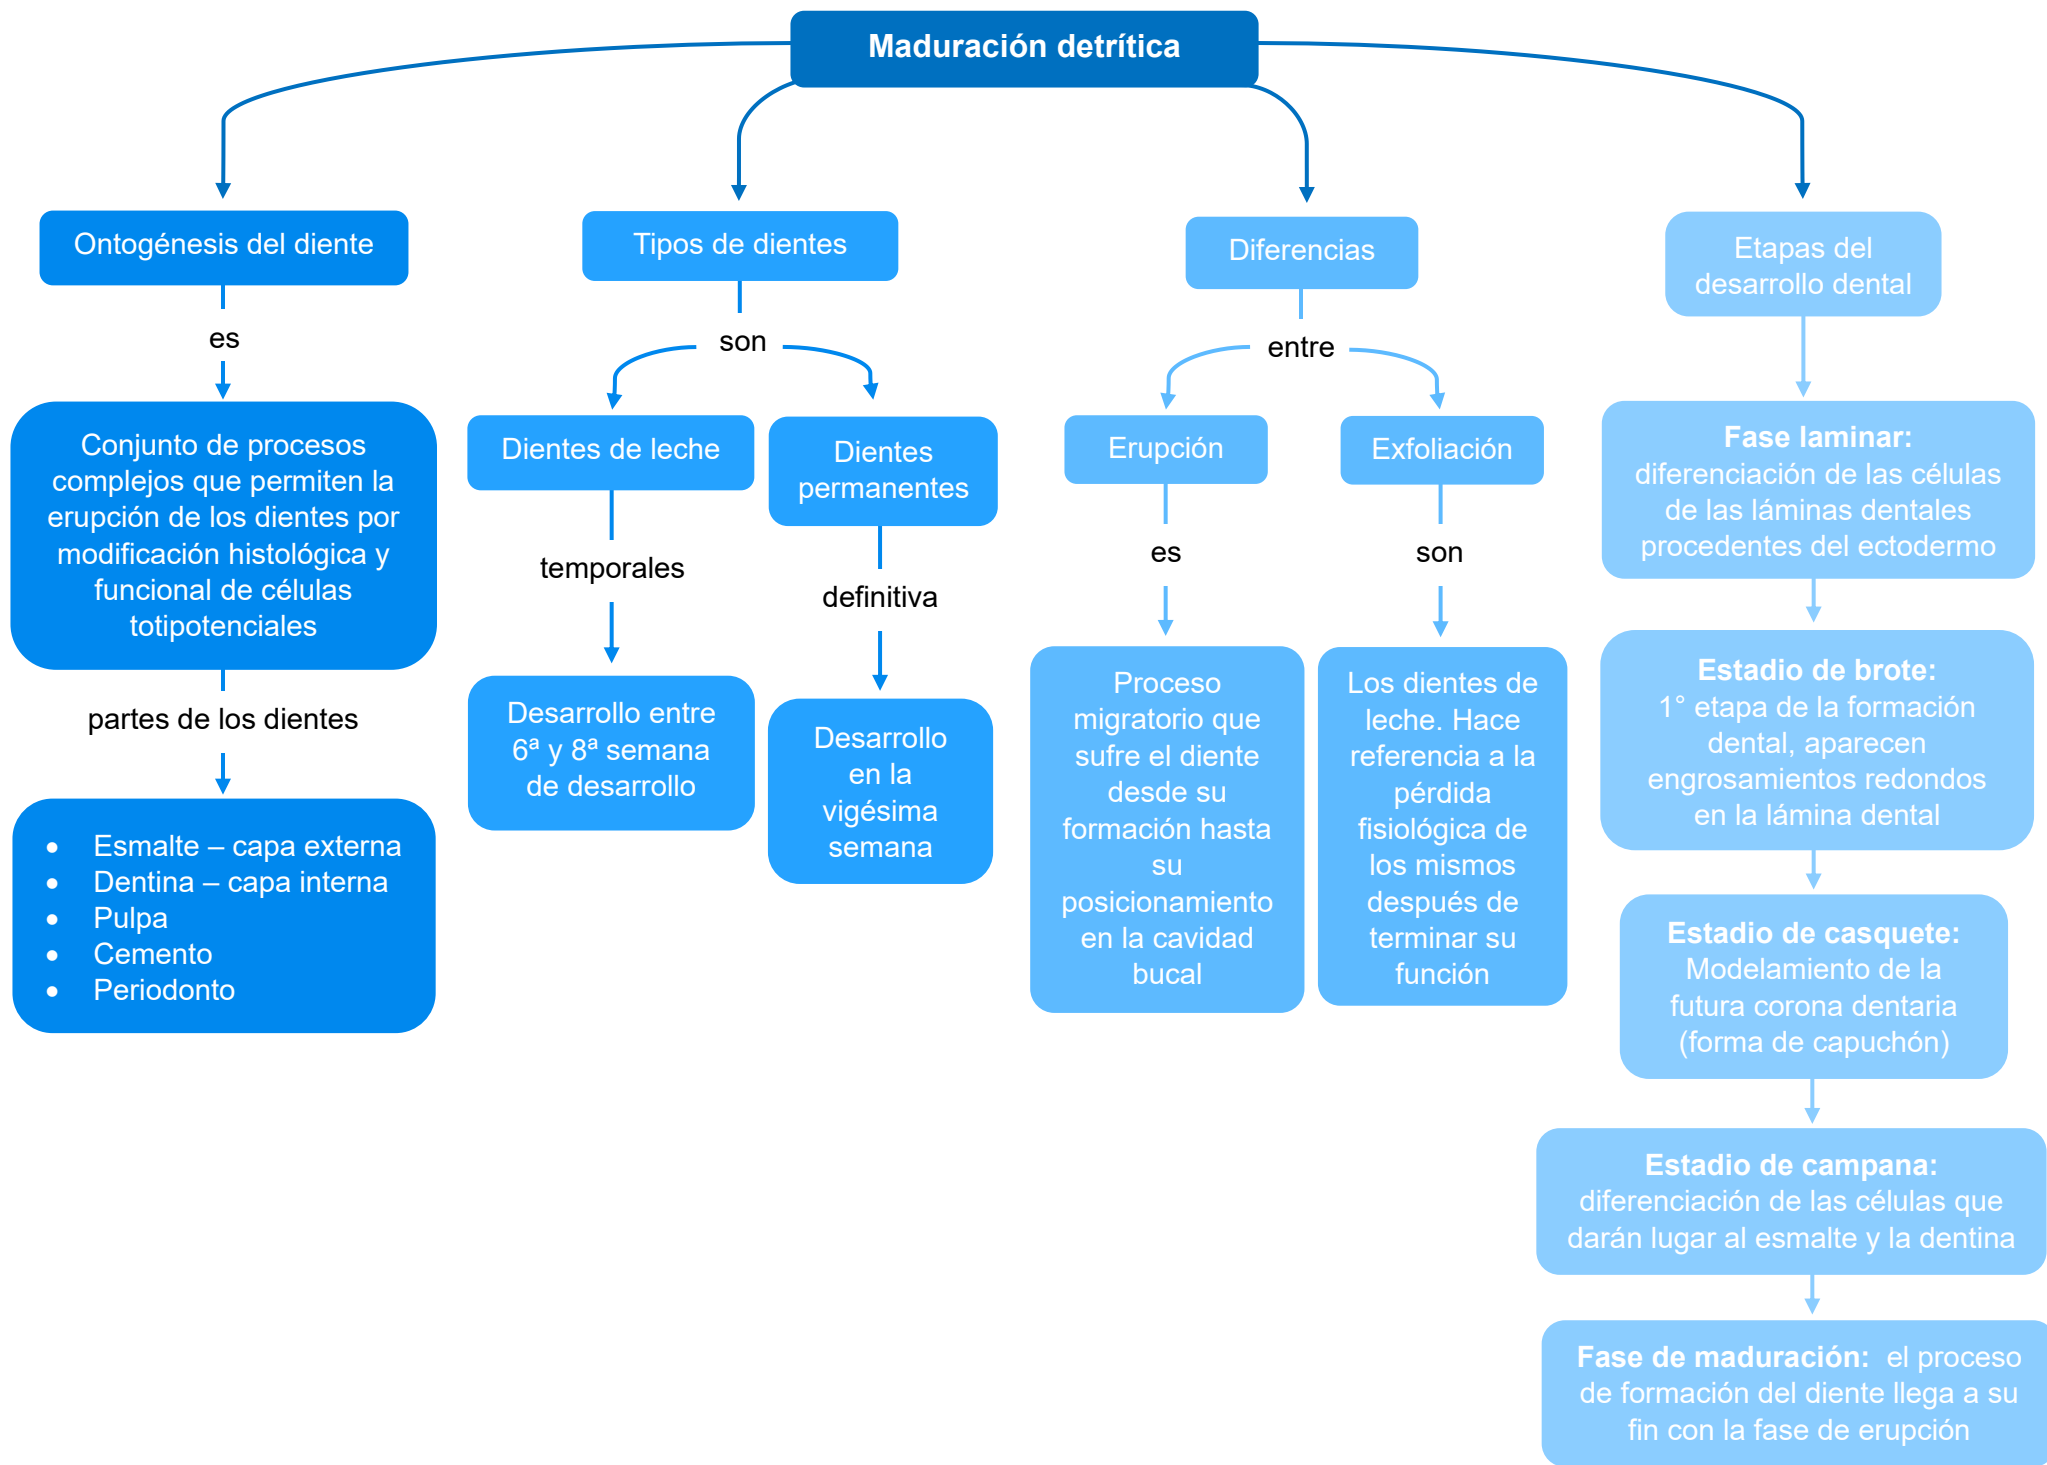 Maduración detrítica
Ontogénesis del diente
es
Conjunto de procesos
complejos que permiten la
erupción de los dientes por
modificación histológica y
funcional de células
totipotenciales
partes de los dientes
• Esmalte – capa externa
• Dentina – capa interna
• Pulpa
• Cemento
• Periodonto
Tipos de dientes
son
Dientes de leche
temporales
Desarrollo entre
6ª y 8ª semana
de desarrollo
Dientes
permanentes
definitiva
Desarrollo
en la
vigésima
semana
Diferencias
entre
Erupción
es
Proceso
migratorio que
sufre el diente
desde su
formación hasta
su
posicionamiento
en la cavidad
bucal
Exfoliación
son
Los dientes de
leche. Hace
referencia a la
pérdida
fisiológica de
los mismos
después de
terminar su
función
Etapas del
desarrollo dental
Fase laminar:
diferenciación de las células
de las láminas dentales
procedentes del ectodermo
Estadio de brote:
1° etapa de la formación
dental, aparecen
engrosamientos redondos
en la lámina dental
Estadio de casquete:
Modelamiento de la
futura corona dentaria
(forma de capuchón)
Estadio de campana:
diferenciación de las células que
darán lugar al esmalte y la dentina
Fase de maduración: el proceso
de formación del diente llega a su
fin con la fase de erupción